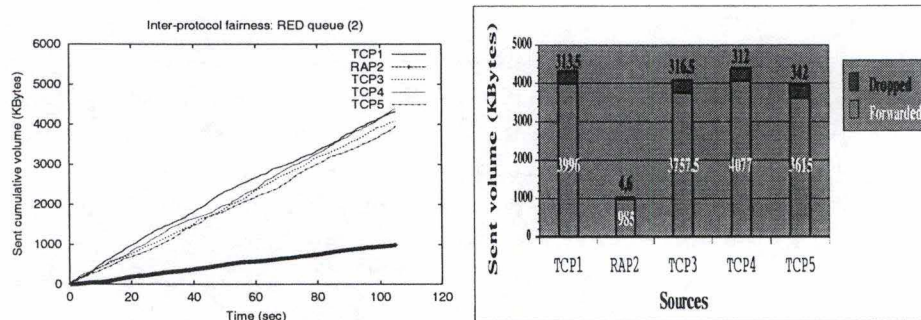 Inter-protocol fairness: RED queue (2)
Sent cumulative volume (KBytes)
6000
5000
4000
3000
2000
1000
0
0 20 40 60 80 100 120
Time (sec)
TCP1
RAP2
TCP3
TCP4
TCP5
Sent volume (KBytes)
5000
4000
3000
2000
1000
0
313.5 316.5 312 342
3996 3757.5 4077 3615
4.6
985
TCP1 RAP2 TCP3 TCP4 TCP5
Sources
Dropped
Forwarded